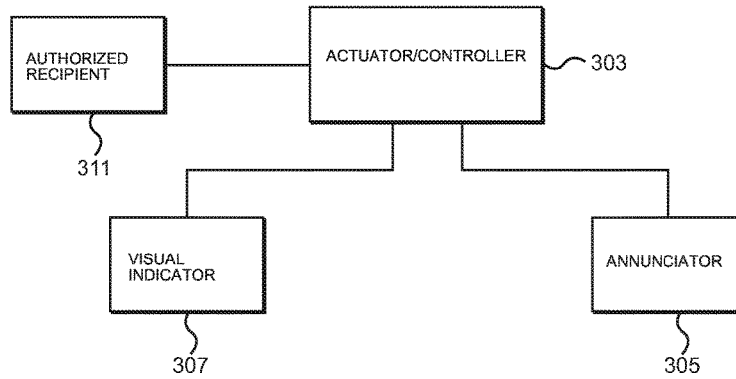 AUTHORIZED
RECIPIENT
ACTUATOR/CONTROLLER
303
311
VISUAL
INDICATOR
ANNUNCIATOR
307
305